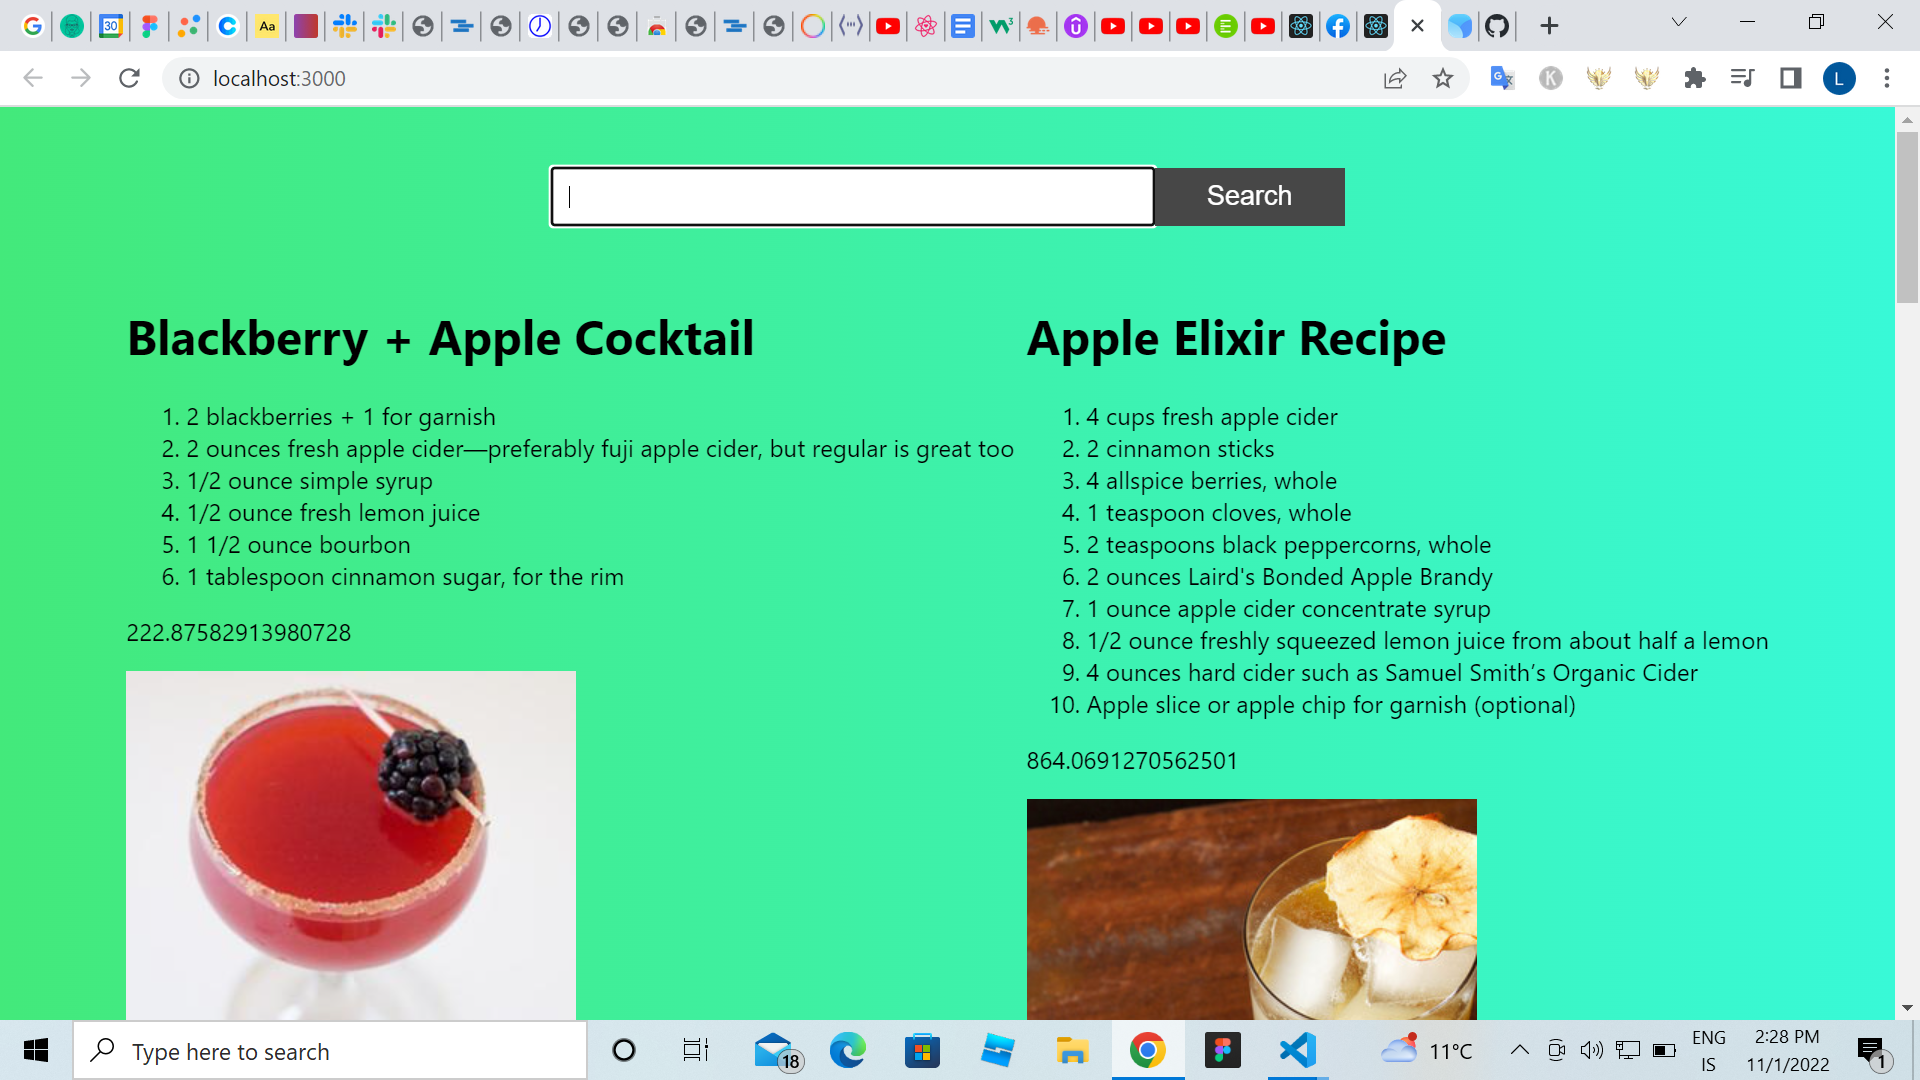 30
Aa
localhost:3000
K
L
Search
Blackberry + Apple Cocktail
1. 2 blackberries + 1 for garnish
2. 2 ounces fresh apple cider—preferably fuji apple cider, but regular is great too
3. 1/2 ounce simple syrup
4. 1/2 ounce fresh lemon juice
5. 1 1/2 ounce bourbon
6. 1 tablespoon cinnamon sugar, for the rim
222.87582913980728
Apple Elixir Recipe
1. 4 cups fresh apple cider
2. 2 cinnamon sticks
3. 4 allspice berries, whole
4. 1 teaspoon cloves, whole
5. 2 teaspoons black peppercorns, whole
6. 2 ounces Laird's Bonded Apple Brandy
7. 1 ounce apple cider concentrate syrup
8. 1/2 ounce freshly squeezed lemon juice from about half a lemon
9. 4 ounces hard cider such as Samuel Smith’s Organic Cider
10. Apple slice or apple chip for garnish (optional)
864.0691270562501
Type here to search
18
11°C
ENG
IS
2:28 PM
11/1/2022
1